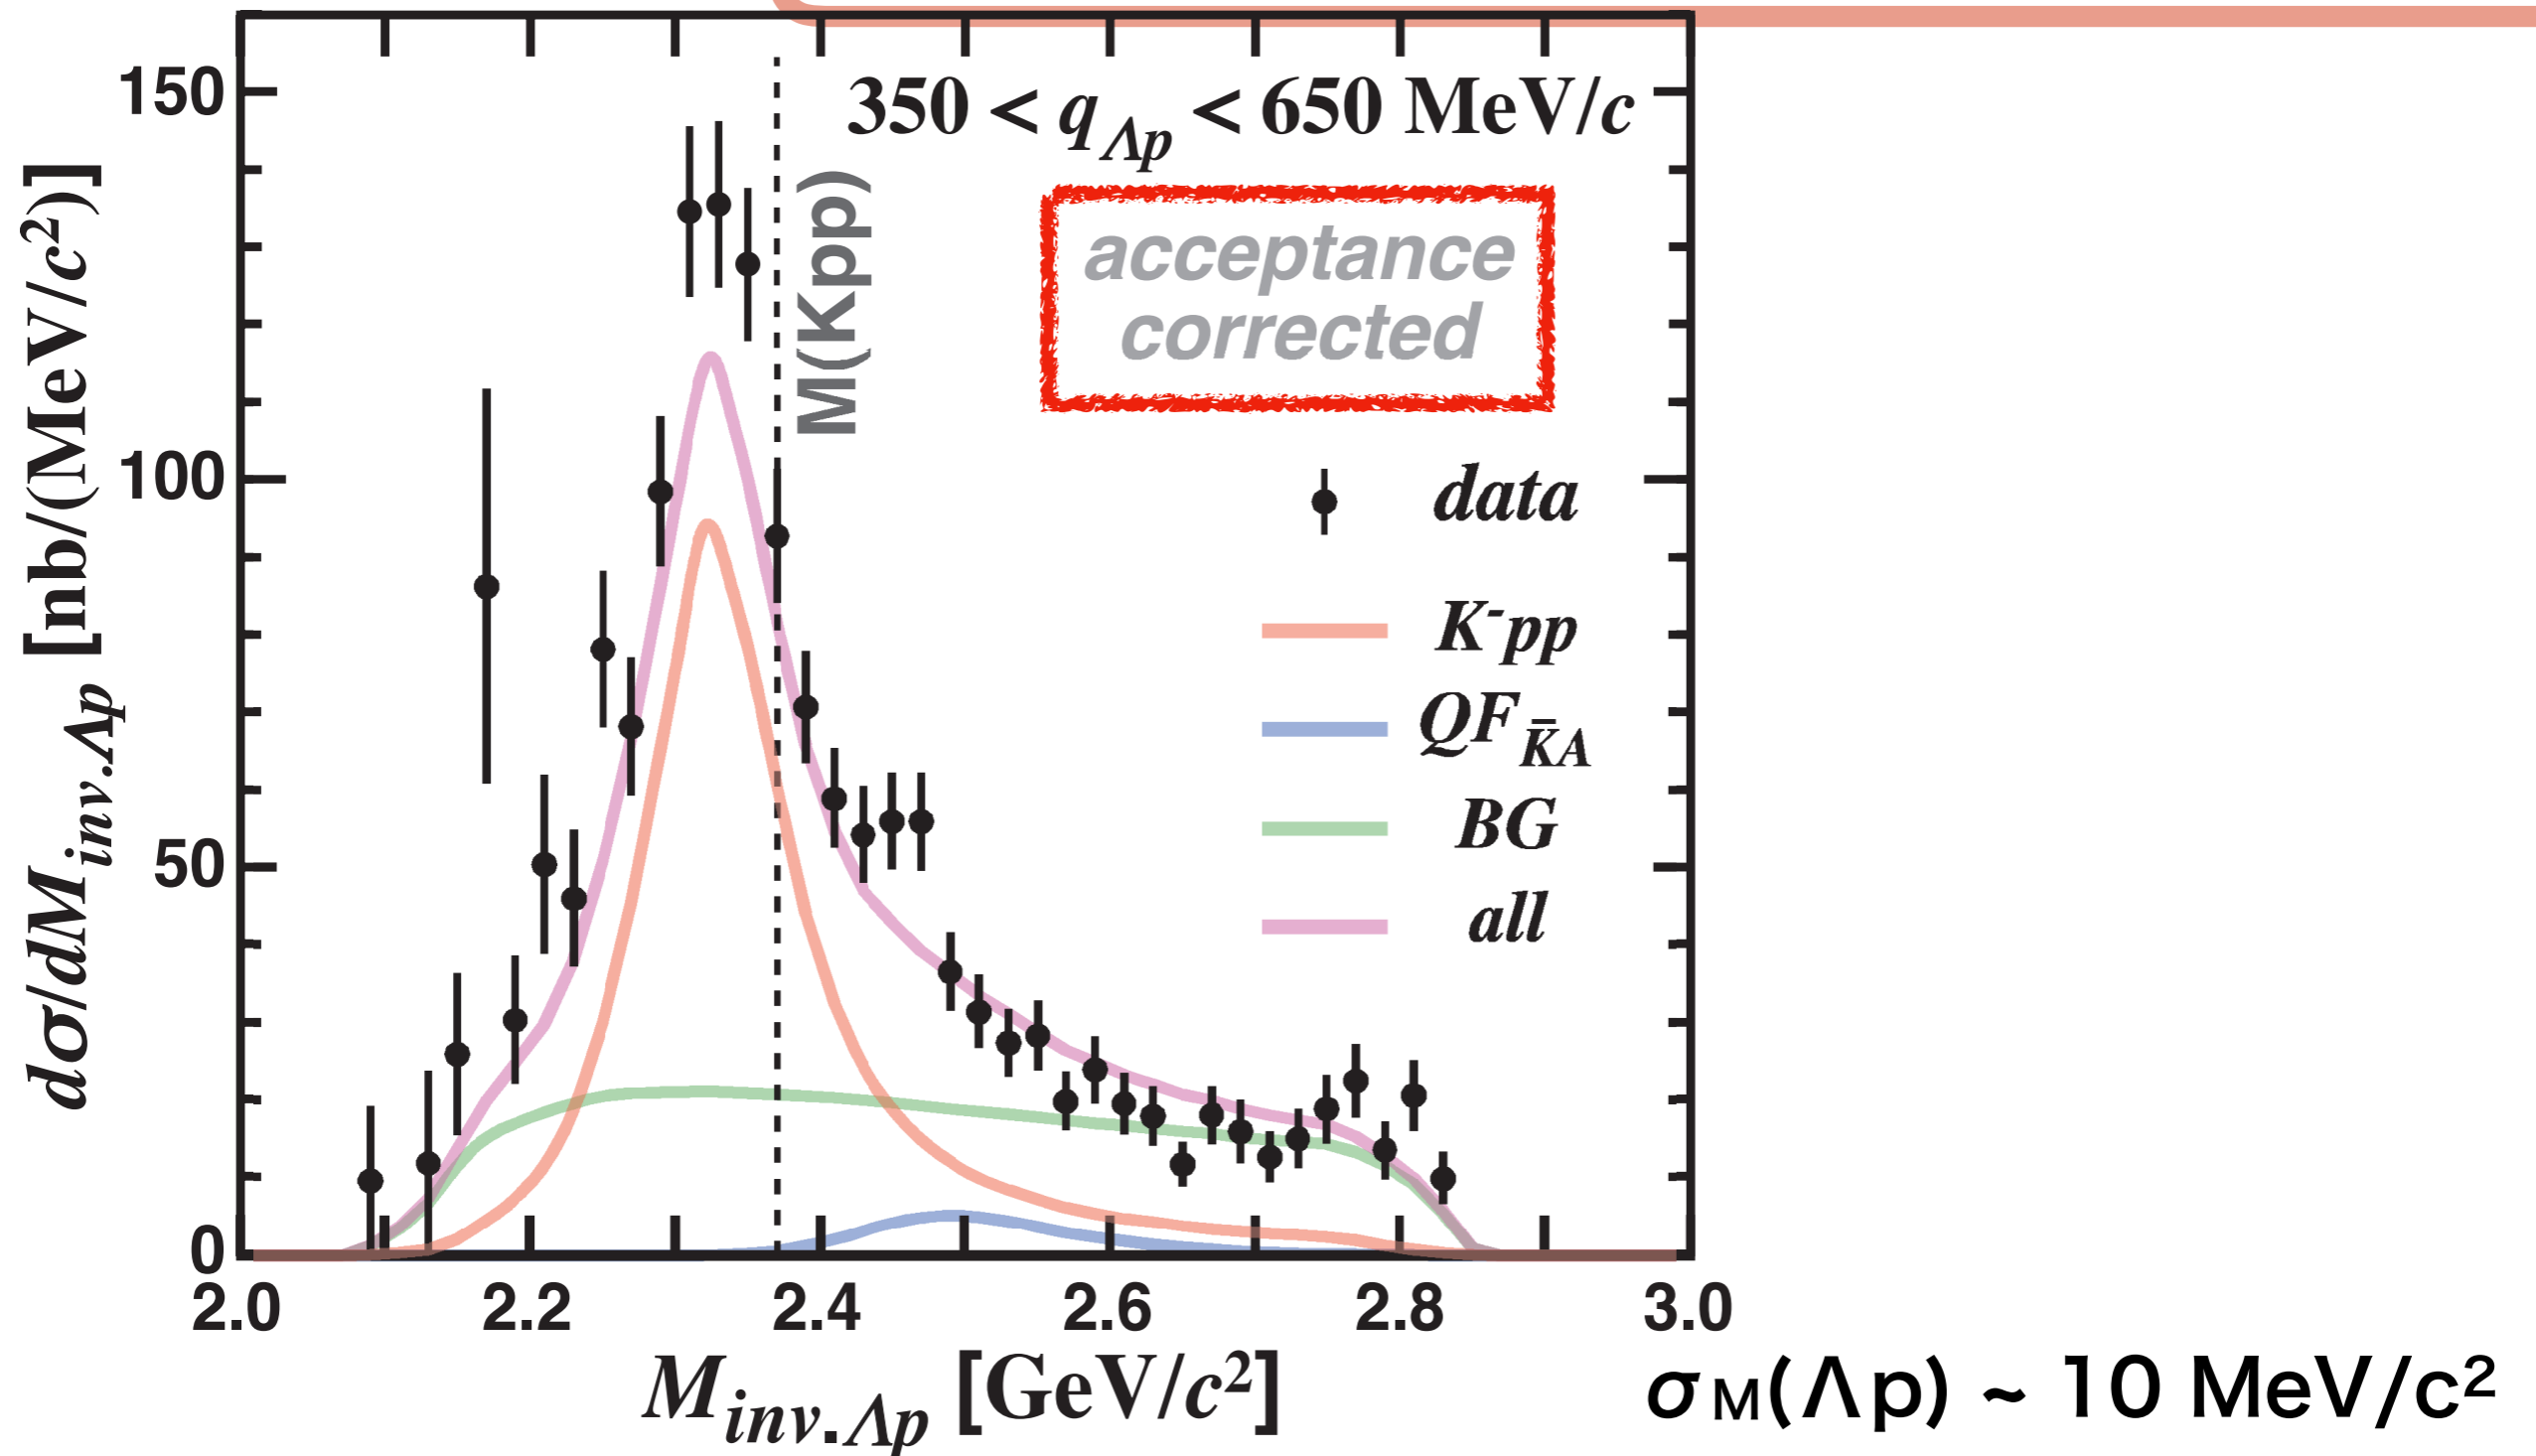 150
100
50
0
dσ/dM_inv.Λp [nb/(MeV/c²)]
350 < q_Λp < 650 MeV/c
M(Kpp)
acceptance
corrected
data
K⁻pp
QF_K̄A
BG
all
2.0 2.2 2.4 2.6 2.8 3.0
M_inv.Λp [GeV/c²]
σM(Λp) ~ 10 MeV/c²